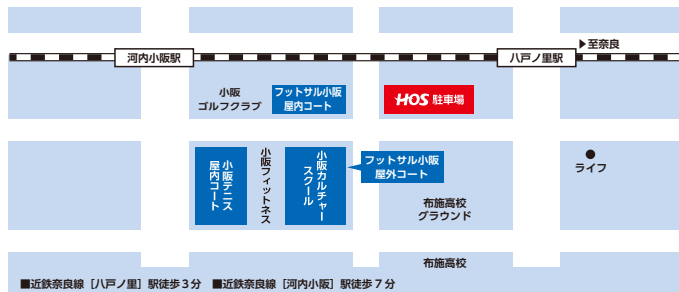 ▶至奈良
河内小阪駅
八戸ノ里駅
小阪
ゴルフクラブ
フットサル小阪
屋内コート
HOS 駐車場
小阪テニス
屋内コート
小阪フィットネス
小阪カルチャー
スクール
フットサル小阪
屋外コート
ライフ
布施高校
グラウンド
布施高校
■近鉄奈良線［八戸ノ里］駅徒歩3分 ■近鉄奈良線［河内小阪］駅徒歩7分